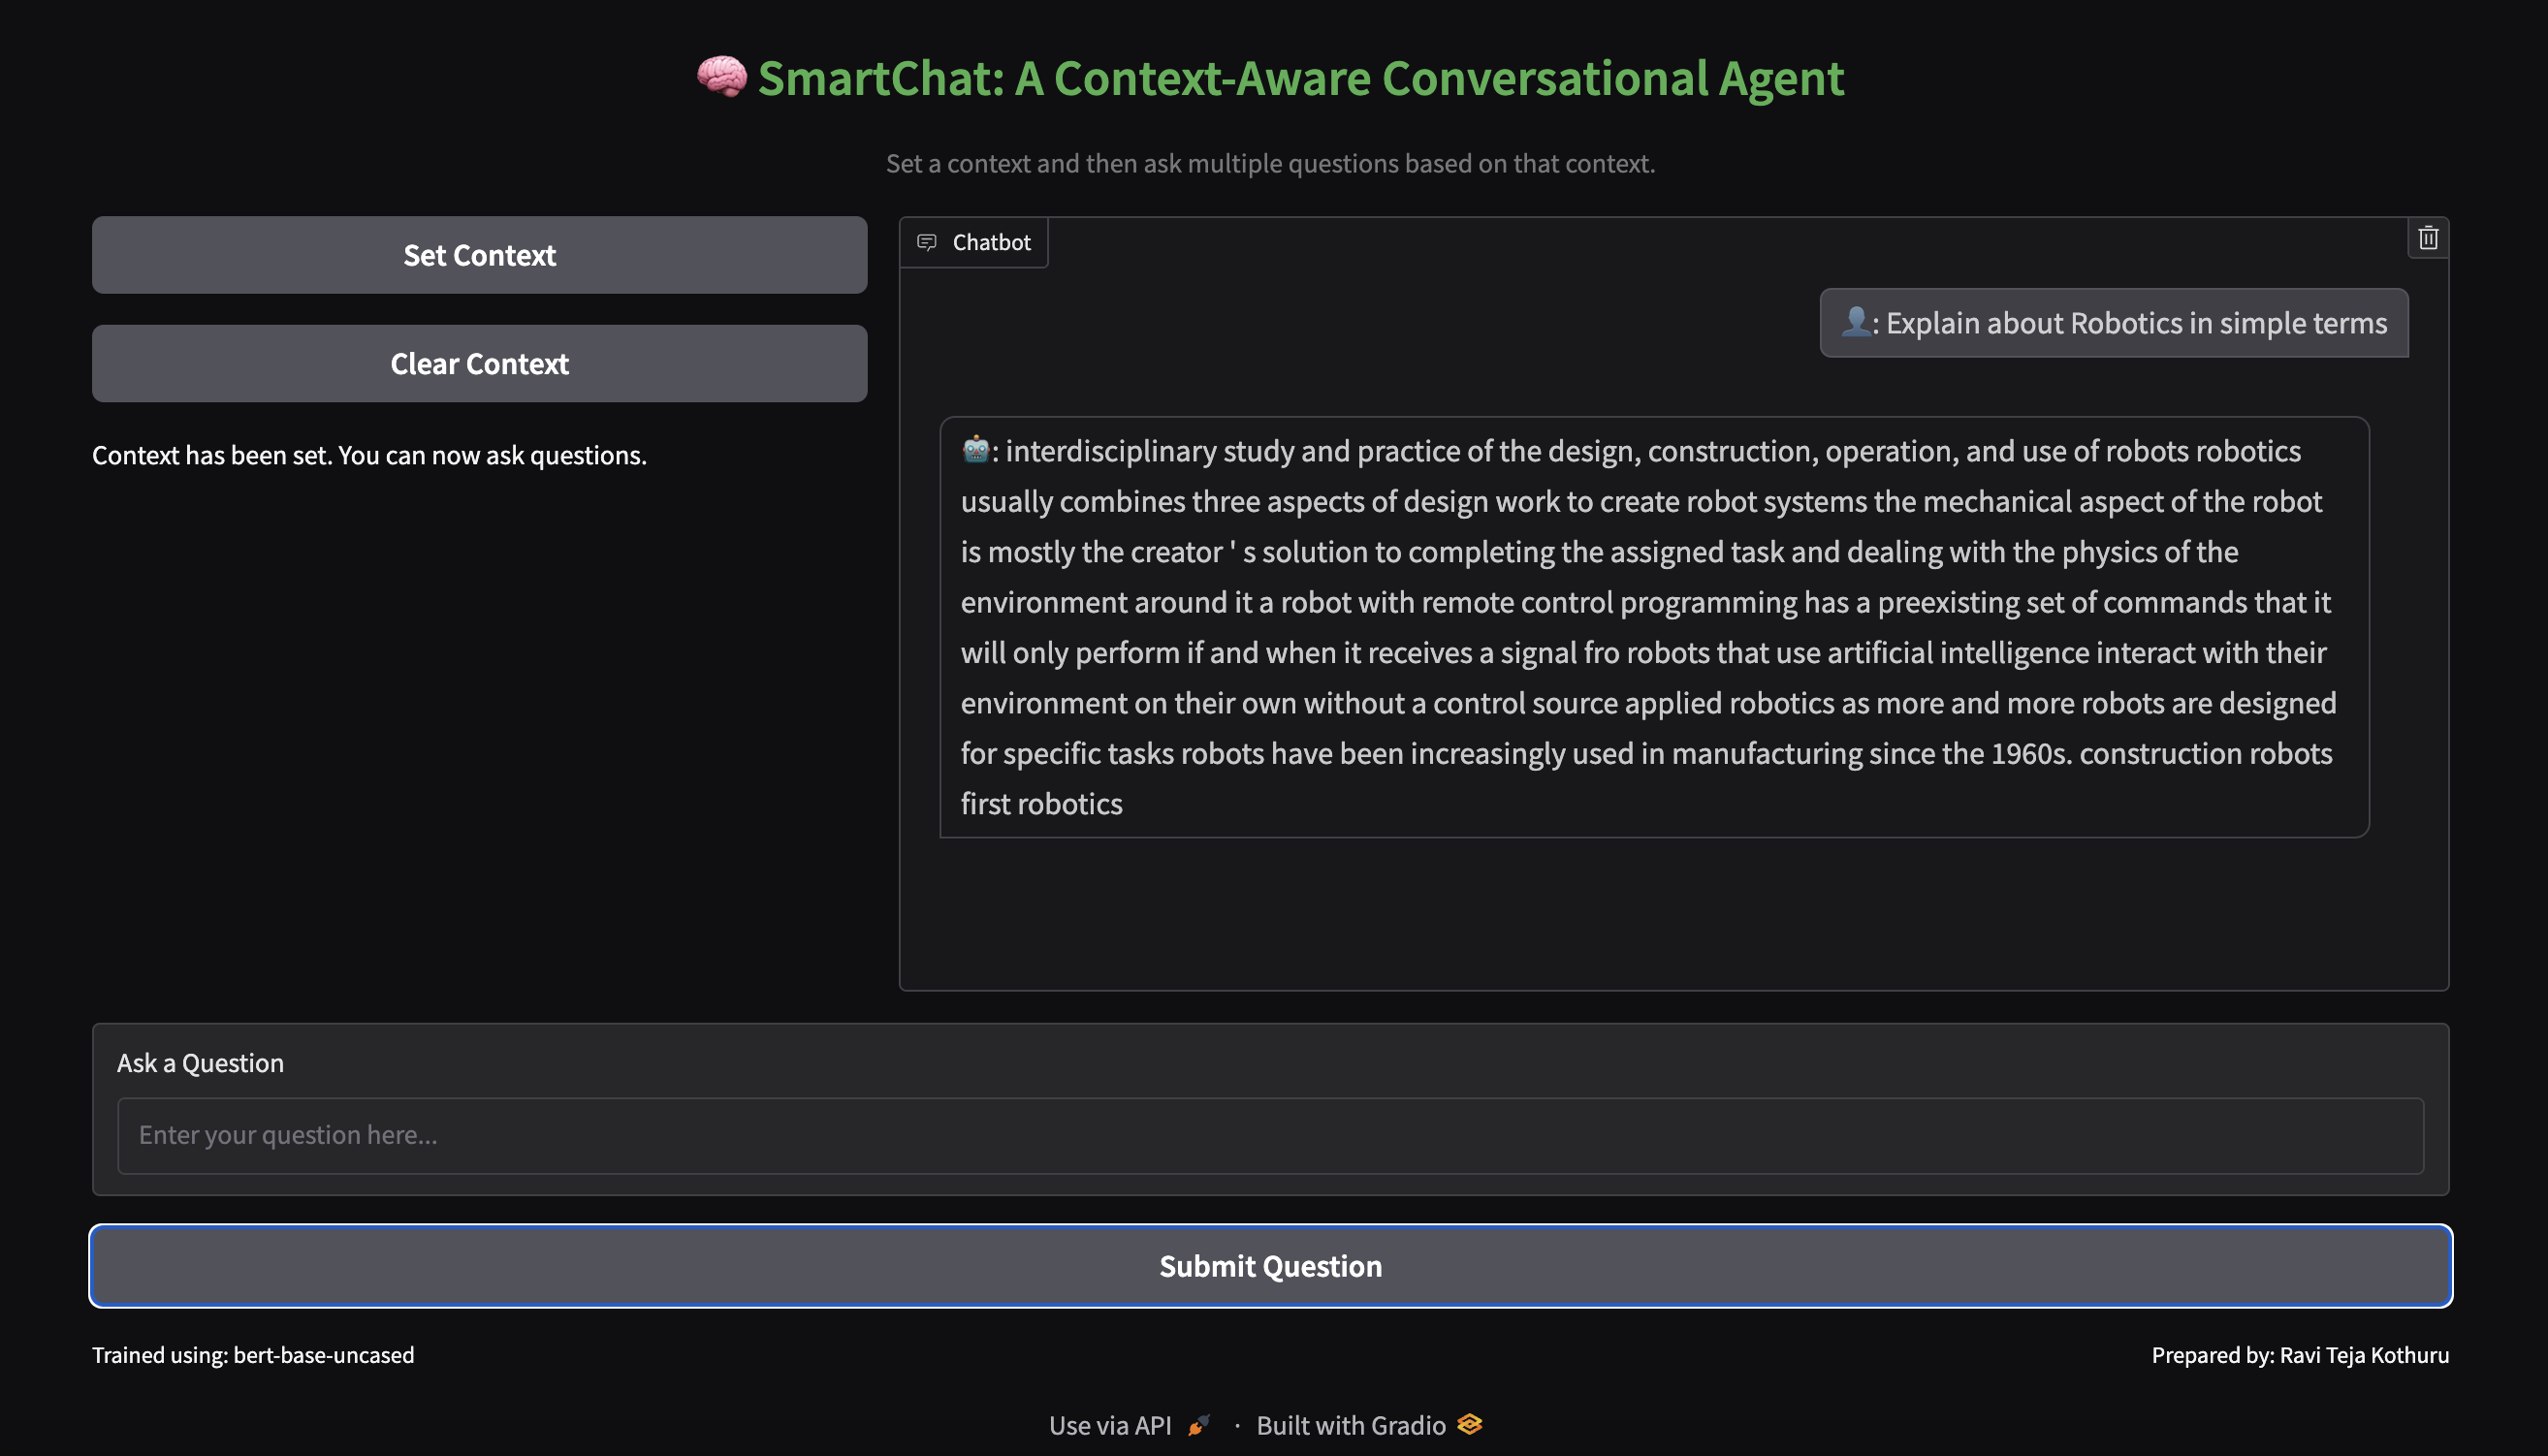 🧠 SmartChat: A Context-Aware Conversational Agent
Set a context and then ask multiple questions based on that context.
Set Context
Clear Context
Context has been set. You can now ask questions.
Chatbot
👤: Explain about Robotics in simple terms
🤖: interdisciplinary study and practice of the design, construction, operation, and use of robots robotics
usually combines three aspects of design work to create robot systems the mechanical aspect of the robot
is mostly the creator ' s solution to completing the assigned task and dealing with the physics of the
environment around it a robot with remote control programming has a preexisting set of commands that it
will only perform if and when it receives a signal fro robots that use artificial intelligence interact with their
environment on their own without a control source applied robotics as more and more robots are designed
for specific tasks robots have been increasingly used in manufacturing since the 1960s. construction robots
first robotics
Ask a Question
Enter your question here...
Submit Question
Trained using: bert-base-uncased
Prepared by: Ravi Teja Kothuru
Use via API 🚀 · Built with Gradio